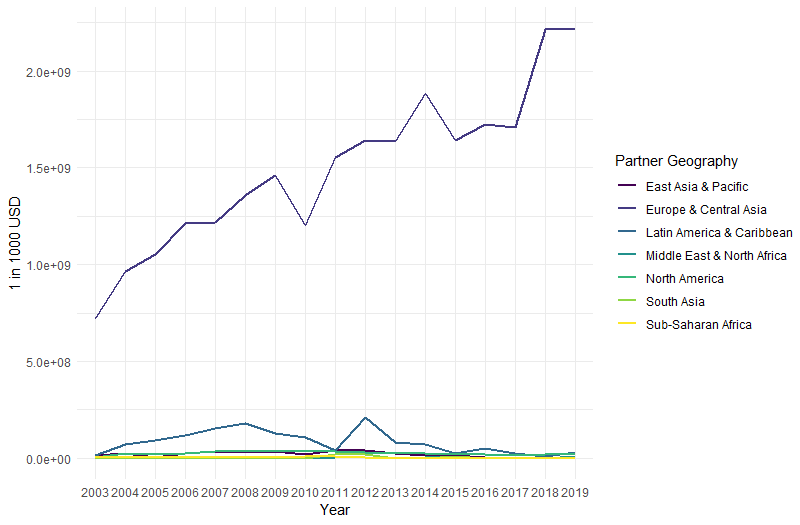 1 in 1000 USD
2.0e+09
1.5e+09
1.0e+09
5.0e+08
0.0e+00
2003 2004 2005 2006 2007 2008 2009 2010 2011 2012 2013 2014 2015 2016 2017 2018 2019
Year
Partner Geography
East Asia & Pacific
Europe & Central Asia
Latin America & Caribbean
Middle East & North Africa
North America
South Asia
Sub-Saharan Africa